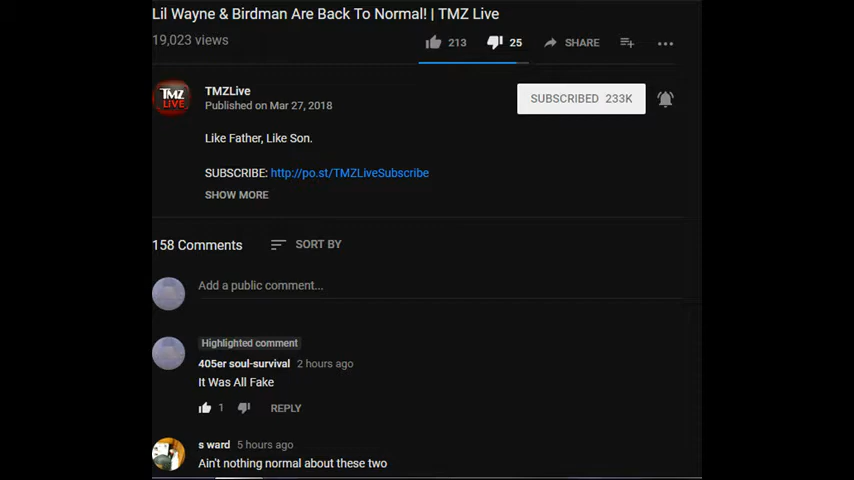 Lil Wayne & Birdman Are Back To Normal! | TMZ Live
19,023 views
213 25 SHARE
TMZ LIVE
TMZLive
Published on Mar 27, 2018
SUBSCRIBED 233K
Like Father, Like Son.
SUBSCRIBE: http://po.st/TMZLiveSubscribe
SHOW MORE
158 Comments SORT BY
Add a public comment...
Highlighted comment
405er soul-survival 2 hours ago
It Was All Fake
1 REPLY
s ward 5 hours ago
Ain't nothing normal about these two